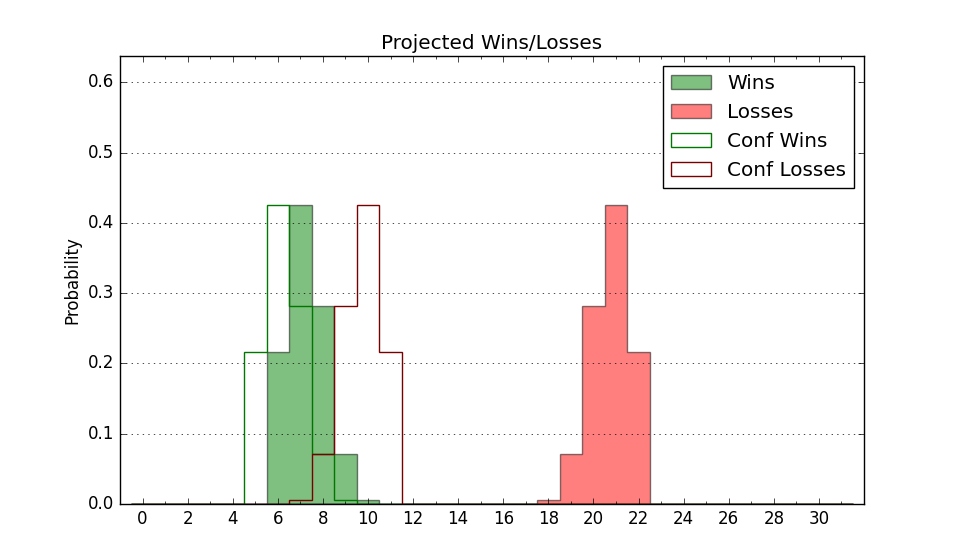 Projected Wins/Losses
Probability
0.6
0.5
0.4
0.3
0.2
0.1
0.0
0 2 4 6 8 10 12 14 16 18 20 22 24 26 28 30
Wins
Losses
Conf Wins
Conf Losses